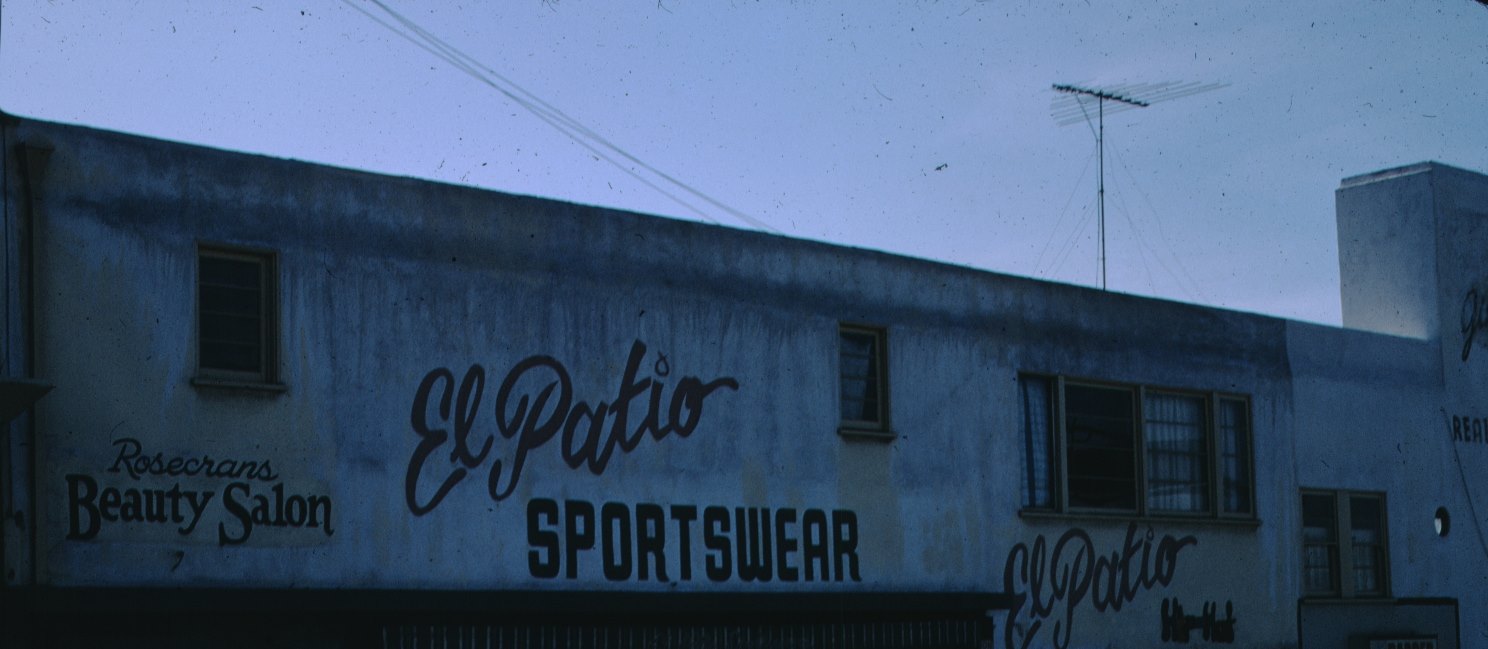 Rosecrans
Beauty Salon
El Patio
SPORTSWEAR
El Patio